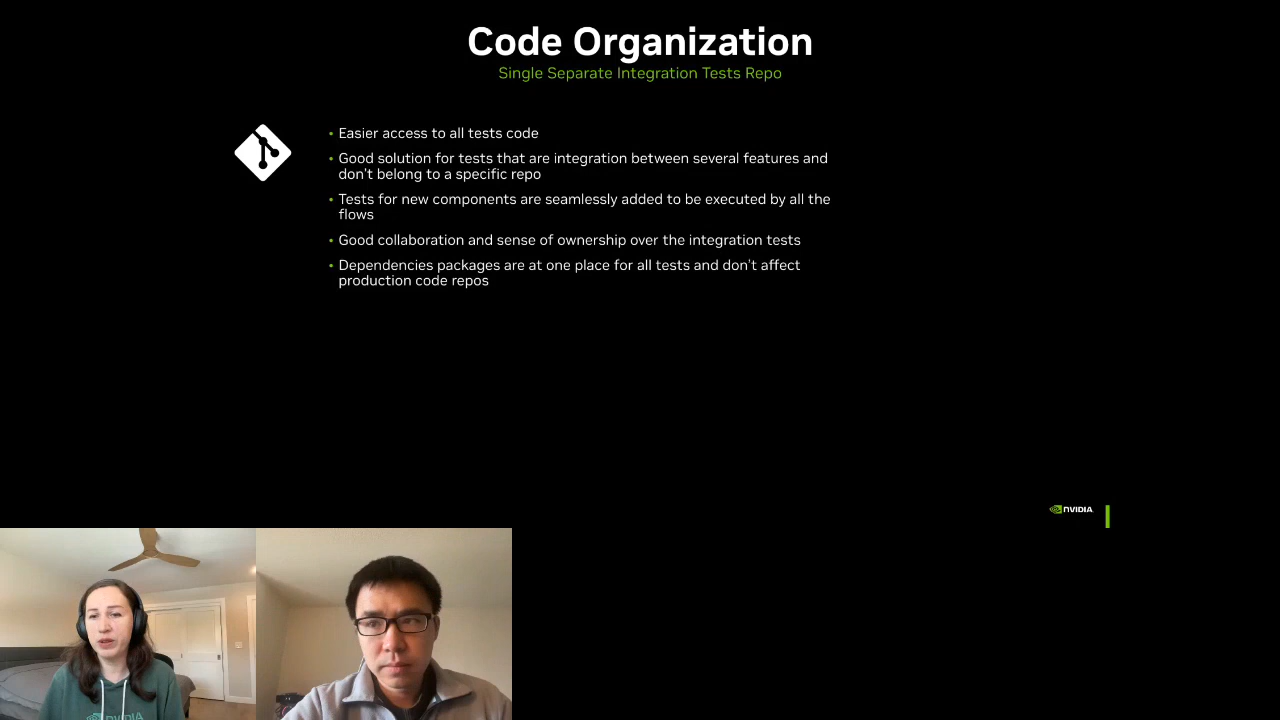 Code Organization
Single Separate Integration Tests Repo
• Easier access to all tests code
• Good solution for tests that are integration between several features and
don't belong to a specific repo
• Tests for new components are seamlessly added to be executed by all the
flows
• Good collaboration and sense of ownership over the integration tests
• Dependencies packages are at one place for all tests and don't affect
production code repos
NVIDIA
NVIDIA